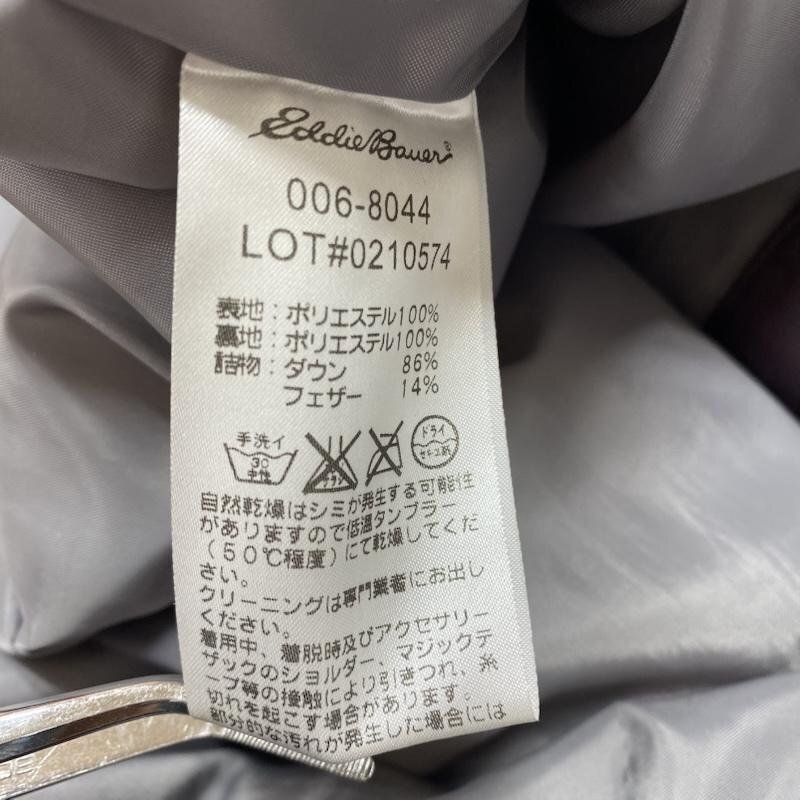 Eddie Bauer®
006-8044
LOT#0210574
表地：ポリエステル100%
裏地：ポリエステル100%
詰物：ダウン 86%
フェザー 14%
手洗イ
30
中性
ドライ
セキユ系
自然乾燥はシミが発生する可能性
がありますので低温タンブラー
（50℃程度）にて乾燥してくだ
さい。
クリーニングは専門業者にお出し
ください。
着用中、着脱時及びアクセサリー
ザックのショルダー、マジックテ
ープ等の接触により引きつれ、糸
切れを起こす場合があります。
部分的な汚れが発生した場合には